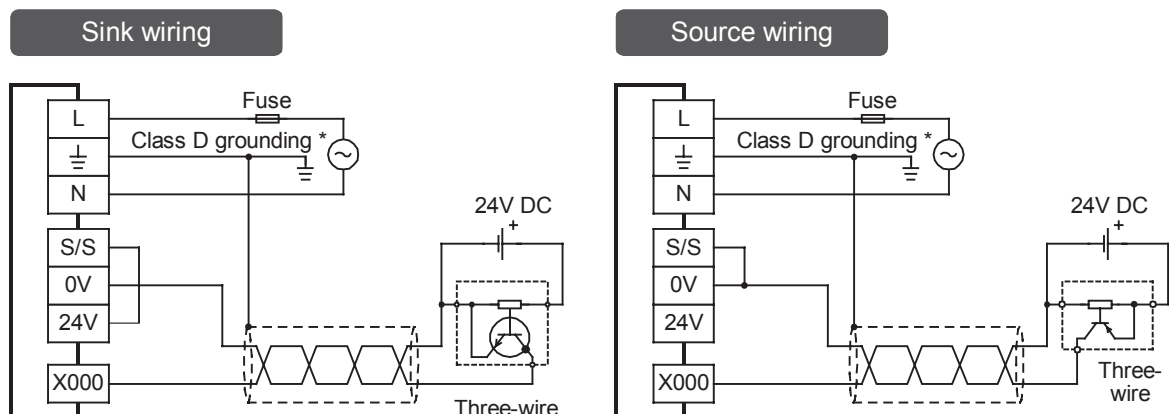 Sink wiring
L
Fuse
Class D grounding *
N
24V DC
+
S/S
0V
24V
X000
Three-wire
Source wiring
L
Fuse
Class D grounding *
N
24V DC
+
S/S
0V
24V
X000
Three-
wire